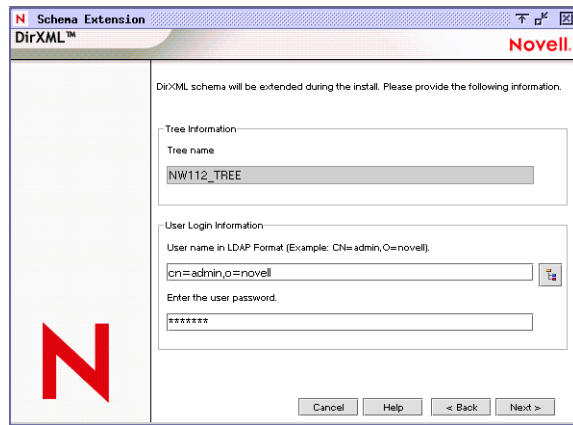 N Schema Extension
DirXML™
Novell.
DirXML schema will be extended during the install. Please provide the following information.
Tree Information
Tree name
NW112_TREE
User Login Information
User name in LDAP Format (Example: CN=admin,O=novell).
cn=admin,o=novell
Enter the user password.
*******
N
Cancel Help < Back Next >